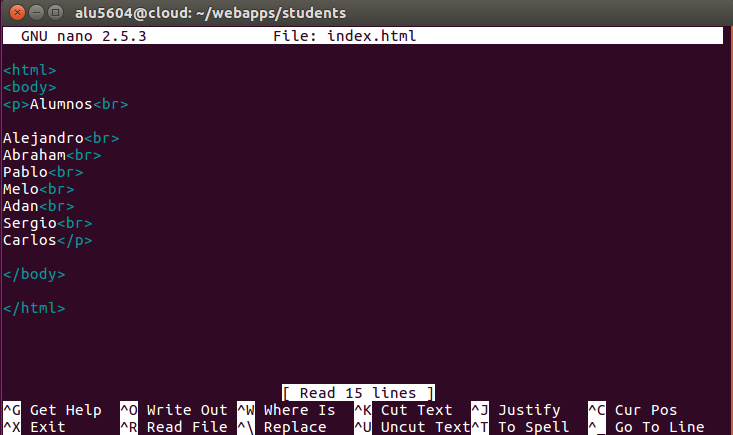 alu5604@cloud: ~/webapps/students
GNU nano 2.5.3 File: index.html
<html>
<body>
<p>Alumnos<br>
Alejandro<br>
Abraham<br>
Pablo<br>
Melo<br>
Adan<br>
Sergio<br>
Carlos</p>
</body>
</html>
[ Read 15 lines ]
^G Get Help ^O Write Out ^W Where Is ^K Cut Text ^J Justify ^C Cur Pos
^X Exit ^R Read File ^\ Replace ^U Uncut Text ^T To Spell ^_ Go To Line